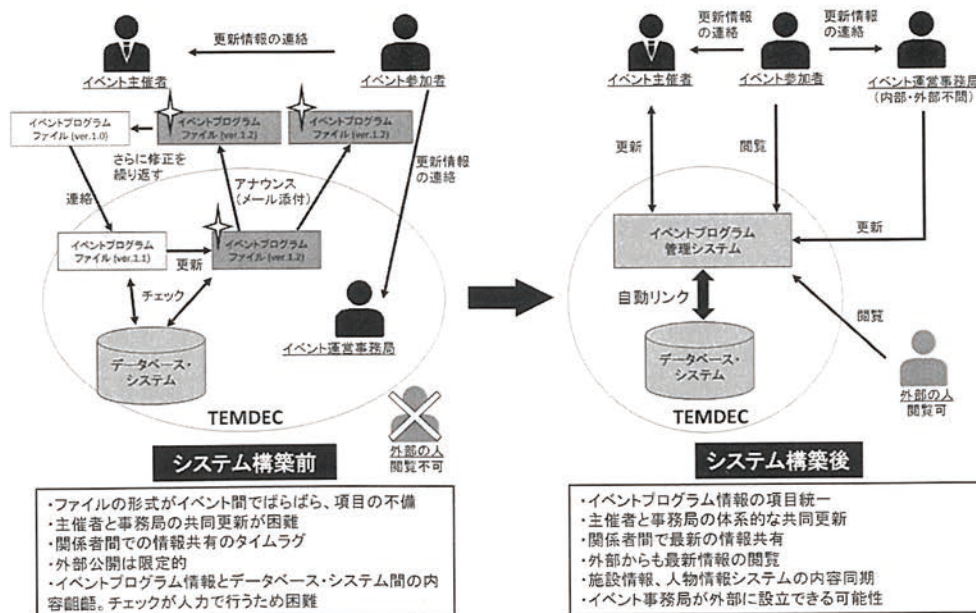 更新情報の連絡
イベント主催者
イベント参加者
イベントプログラム
ファイル (ver.1.0)
イベントプログラム
ファイル (ver.1.2)
イベントプログラム
ファイル (ver.1.2)
さらに修正を
繰り返す
連絡
アナウンス
(メール添付)
更新情報
の連絡
イベントプログラム
ファイル (ver.1.1)
更新
イベントプログラム
ファイル (ver.1.2)
チェック
データベース・
システム
イベント運営事務局
TEMDEC
外部の人
閲覧不可
システム構築前
・ファイルの形式がイベント間でばらばら、項目の不備
・主催者と事務局の共同更新が困難
・関係者間での情報共有のタイムラグ
・外部公開は限定的
・イベントプログラム情報とデータベース・システム間の内
容齟齬。チェックが人力で行うため困難
更新情報
の連絡
更新情報
の連絡
イベント主催者
イベント参加者
イベント運営事務局
(内部・外部不問)
更新
閲覧
イベントプログラム
管理システム
更新
自動リンク
閲覧
データベース・
システム
TEMDEC
外部の人
閲覧可
システム構築後
・イベントプログラム情報の項目統一
・主催者と事務局の体系的な共同更新
・関係者間で最新の情報共有
・外部からも最新情報の閲覧
・施設情報、人物情報システムの内容同期
・イベント事務局が外部に設立できる可能性